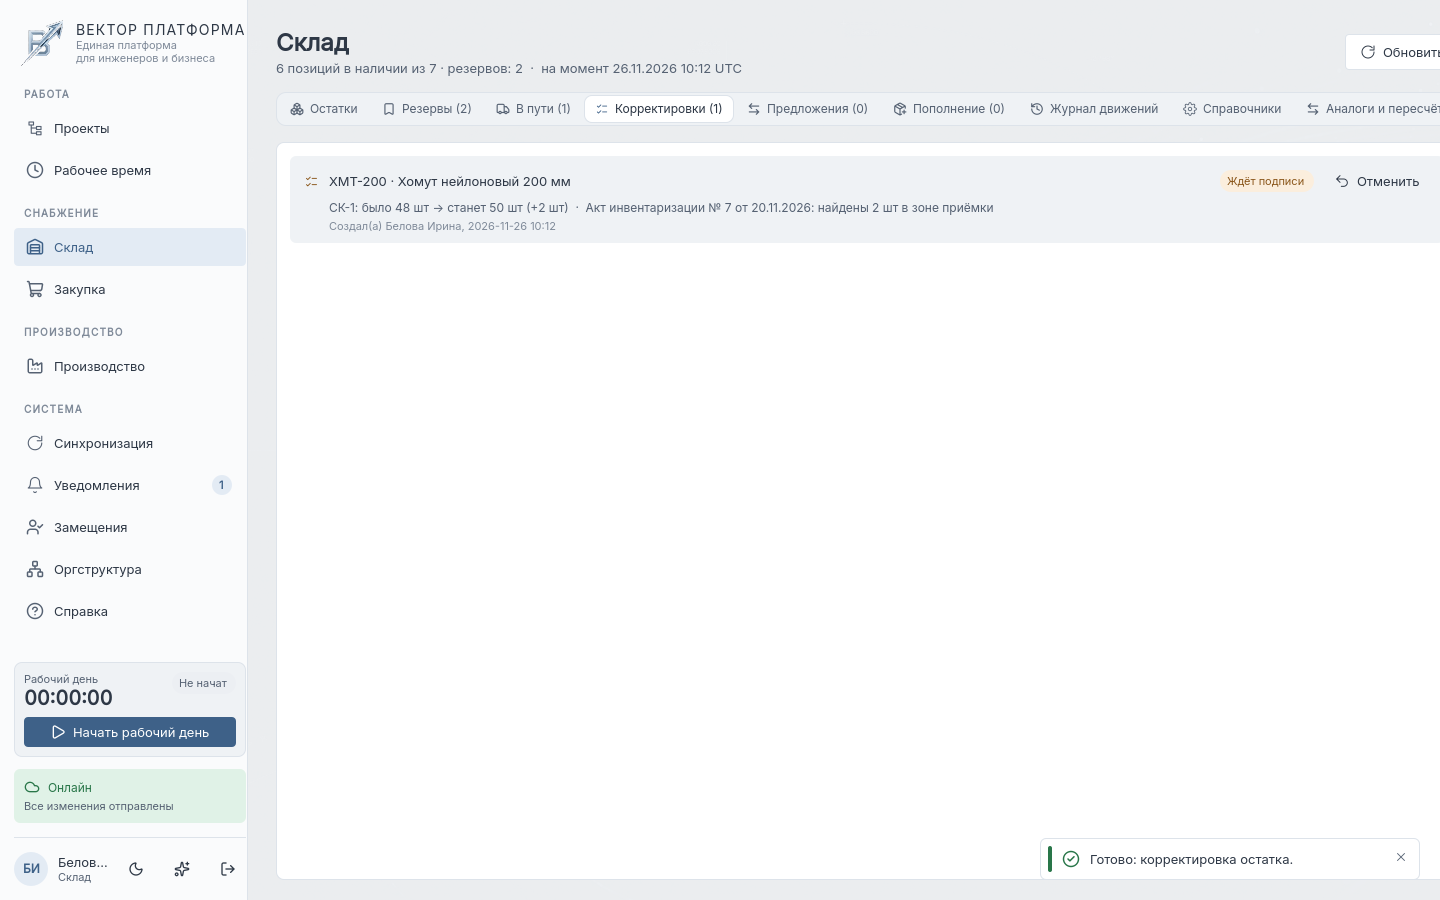 ВЕКТОР ПЛАТФОРМА
Единая платформа
для инженеров и бизнеса
РАБОТА
Проекты
Рабочее время
СНАБЖЕНИЕ
Склад
Закупка
ПРОИЗВОДСТВО
Производство
СИСТЕМА
Синхронизация
Уведомления 1
Замещения
Оргструктура
Справка
Рабочий день
00:00:00
Не начат
Начать рабочий день
Онлайн
Все изменения отправлены
БИ
Белов...
Склад
Склад
6 позиций в наличии из 7 · резервов: 2 · на момент 26.11.2026 10:12 UTC
Обновить
Остатки Резервы (2) В пути (1) Корректировки (1) Предложения (0) Пополнение (0) Журнал движений Справочники Аналоги и пересчёт
ХМТ-200 · Хомут нейлоновый 200 мм
Ждёт подписи
Отменить
СК-1: было 48 шт → станет 50 шт (+2 шт) · Акт инвентаризации № 7 от 20.11.2026: найдены 2 шт в зоне приёмки
Создал(а) Белова Ирина, 2026-11-26 10:12
Готово: корректировка остатка.